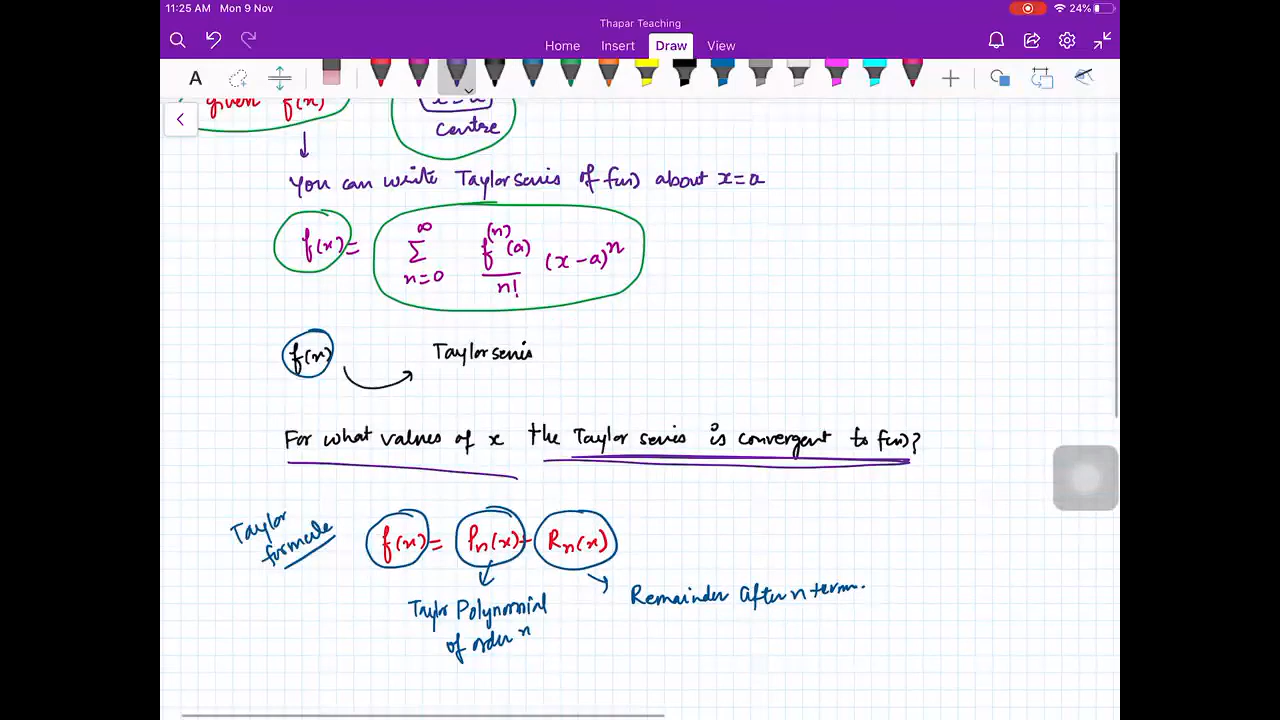 11:25 AM Mon 9 Nov
24%
Thapar Teaching
Home Insert Draw View
A
given f(x)
Centre
You can write Taylor series of f(x) about x=a
f(x) = ∞ Σ n=0 f^(n)(a) / n! (x-a)^n
f(x) Taylor series
For what values of x the Taylor series is convergent to f(x)?
Taylor
formula
f(x) = Pn(x) - Rn(x)
Remainder After n term.
Taylor Polynomial
of order n